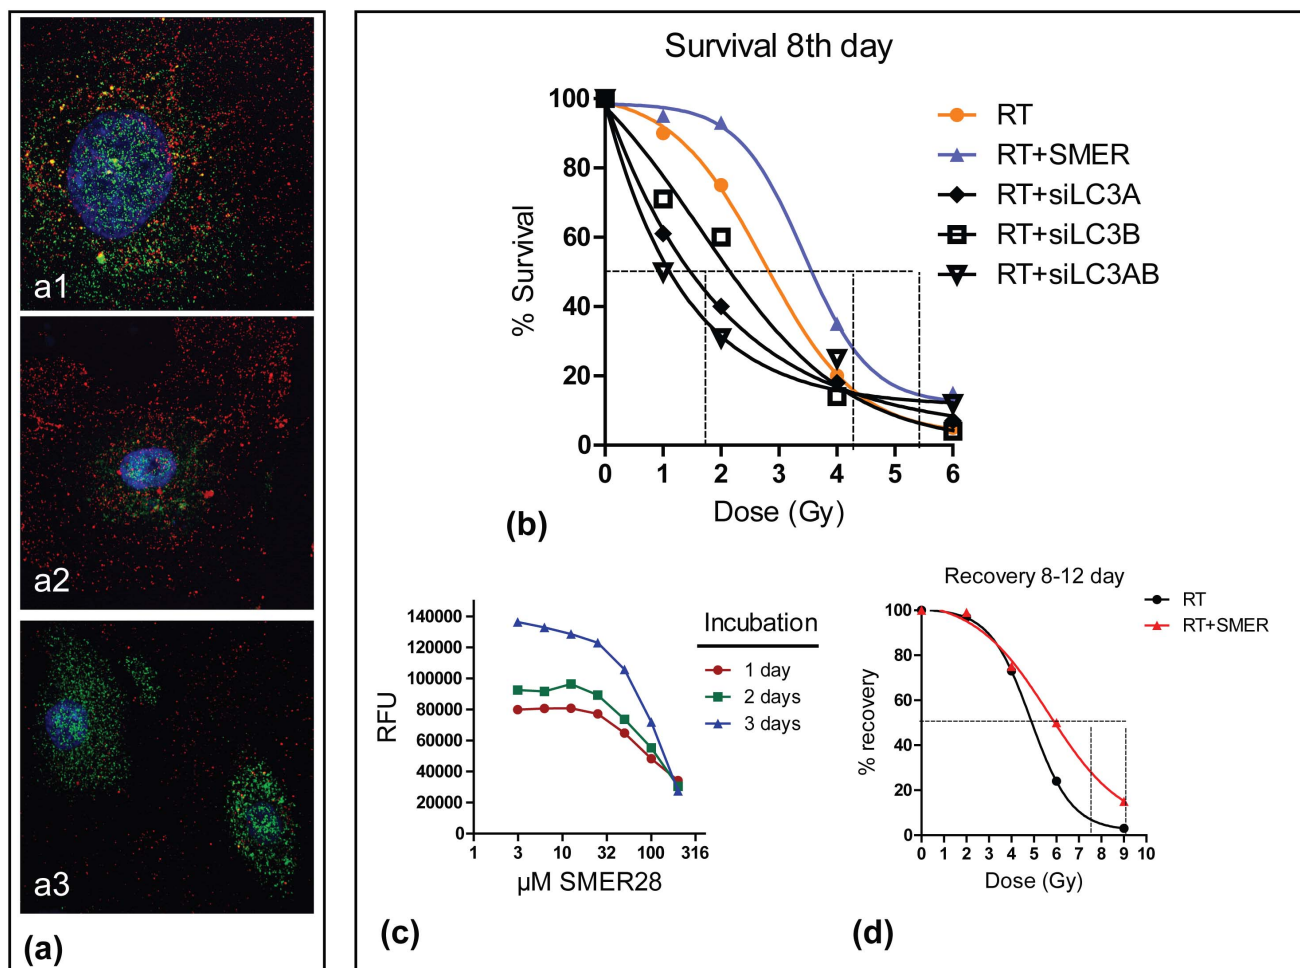 a1
a2
a3
(a)
Survival 8th day
% Survival
100
80
60
40
20
0
0 1 2 3 4 5 6
Dose (Gy)
RT
RT+SMER
RT+siLC3A
RT+siLC3B
RT+siLC3AB
(b)
RFU
140000
120000
100000
80000
60000
40000
20000
0
1 3 10 32 100 316
µM SMER28
Incubation
1 day
2 days
3 days
(c)
Recovery 8-12 day
% recovery
100
80
60
40
20
0
0 1 2 3 4 5 6 7 8 9 10
Dose (Gy)
RT
RT+SMER
(d)